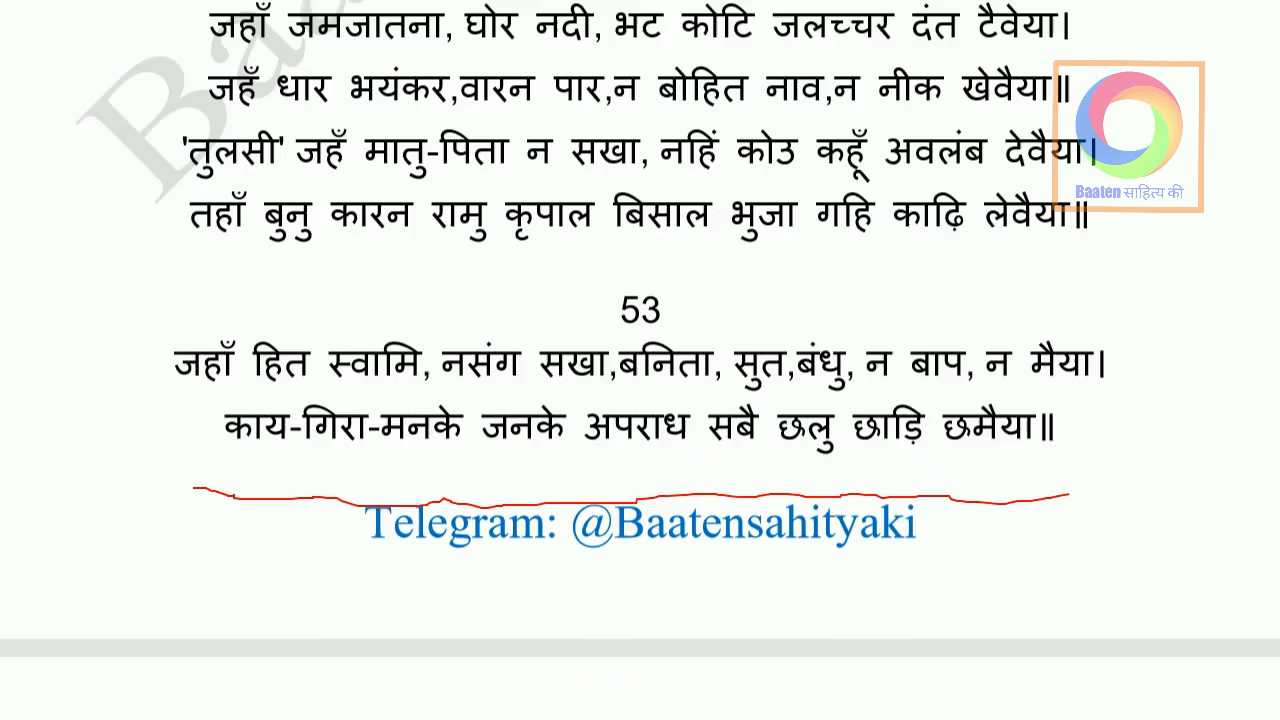 जहाँ जमजातना, घोर नदी, भट कोटि जलच्चर दंत टैवेया।
जहँ धार भयंकर,वारन पार,न बोहित नाव,न नीक खेवैया॥
'तुलसी' जहँ मातु-पिता न सखा, नहिं कोउ कहूँ अवलंब देवैया।
तहाँ बुनु कारन रामु कृपाल बिसाल भुजा गहि काढ़ि लेवैया॥
Baaten साहित्य की
53
जहाँ हित स्वामि, नसंग सखा,बनिता, सुत,बंधु, न बाप, न मैया।
काय-गिरा-मनके जनके अपराध सबै छलु छाड़ि छमैया॥
Telegram: @Baatensahityaki